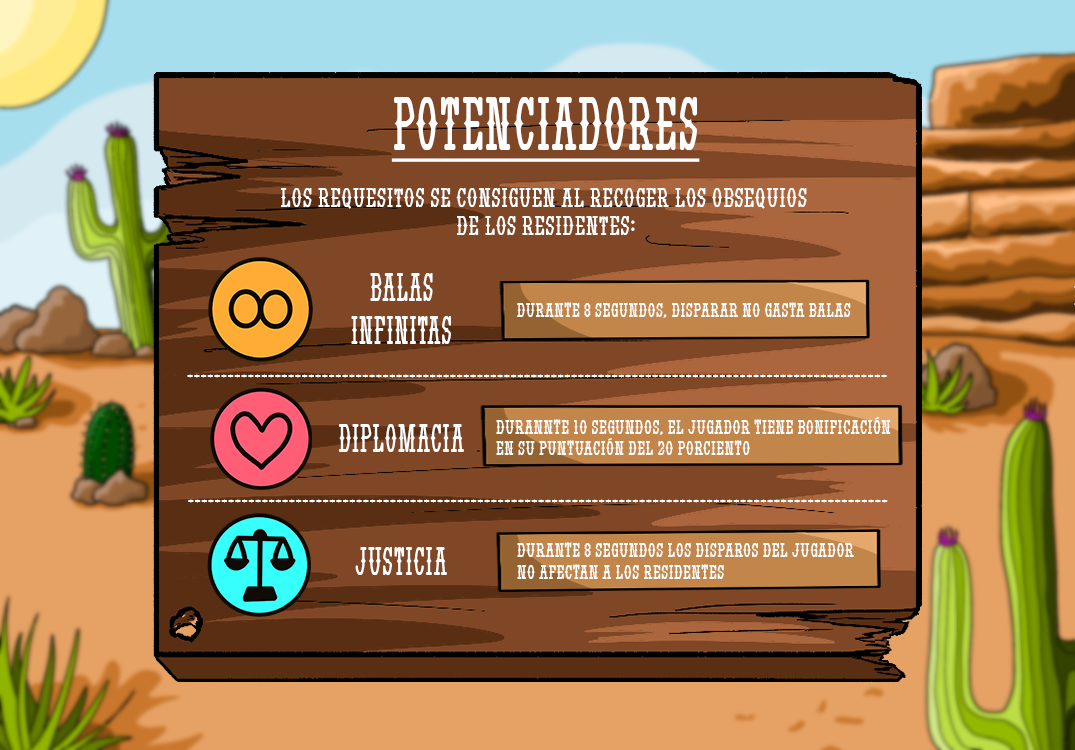 POTENCIADORES
LOS REQUESITOS SE CONSIGUEN AL RECOGER LOS OBSEQUIOS
DE LOS RESIDENTES:
BALAS
INFINITAS
DURANTE 8 SEGUNDOS, DISPARAR NO GASTA BALAS
DIPLOMACIA
DURANNTE 10 SEGUNDOS, EL JUGADOR TIENE BONIFICACIÓN
EN SU PUNTUACIÓN DEL 20 PORCIENTO
JUSTICIA
DURANTE 8 SEGUNDOS LOS DISPAROS DEL JUGADOR
NO AFECTAN A LOS RESIDENTES